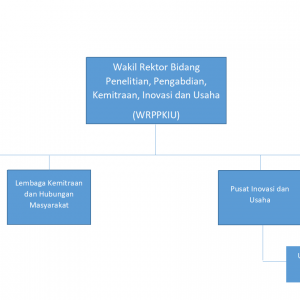 Wakil Rektor Bidang
Penelitian, Pengabdian,
Kemitraan, Inovasi dan Usaha
(WRPPKIU)
Lembaga Kemitraan
dan Hubungan
Masyarakat
Pusat Inovasi dan
Usaha